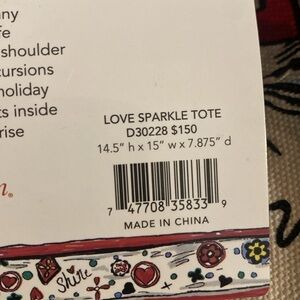 ny
fe
shoulder
cursions
holiday
ts inside
rise
n®
LOVE SPARKLE TOTE
D30228 $150
14.5" h x 15" w x 7.875" d
7 47708 35833 9
MADE IN CHINA
Shine